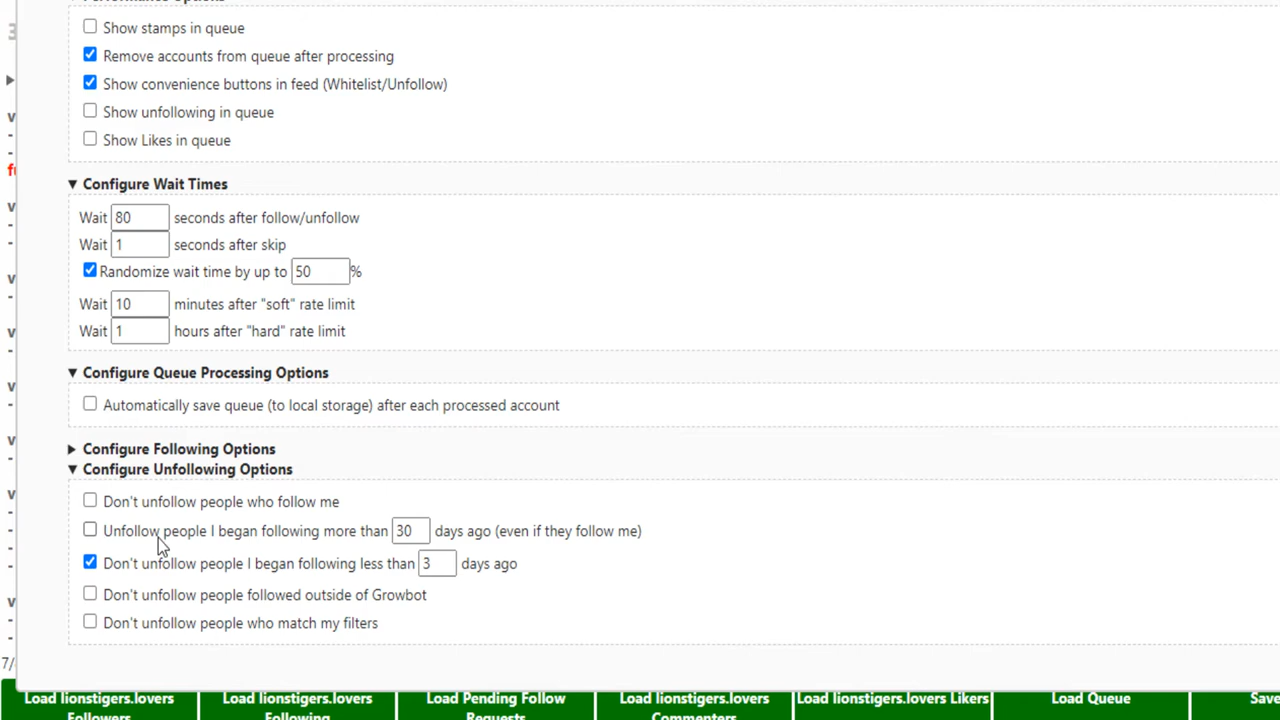 Show stamps in queue
Remove accounts from queue after processing
Show convenience buttons in feed (Whitelist/Unfollow)
Show unfollowing in queue
Show Likes in queue
Configure Wait Times
Wait 80 seconds after follow/unfollow
Wait 1 seconds after skip
Randomize wait time by up to 50 %
Wait 10 minutes after "soft" rate limit
Wait 1 hours after "hard" rate limit
Configure Queue Processing Options
Automatically save queue (to local storage) after each processed account
Configure Following Options
Configure Unfollowing Options
Don't unfollow people who follow me
Unfollow people I began following more than 30 days ago (even if they follow me)
Don't unfollow people I began following less than 3 days ago
Don't unfollow people followed outside of Growbot
Don't unfollow people who match my filters
7/
Load lionstigers.lovers Followers
Load lionstigers.lovers Following
Load Pending Follow Requests
Load lionstigers.lovers Commenters
Load lionstigers.lovers Likers
Load Queue
Save